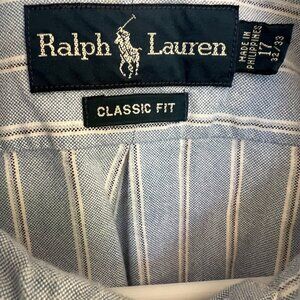 Ralph Lauren
MADE IN
PHILIPPINES
17
32/33
CLASSIC FIT